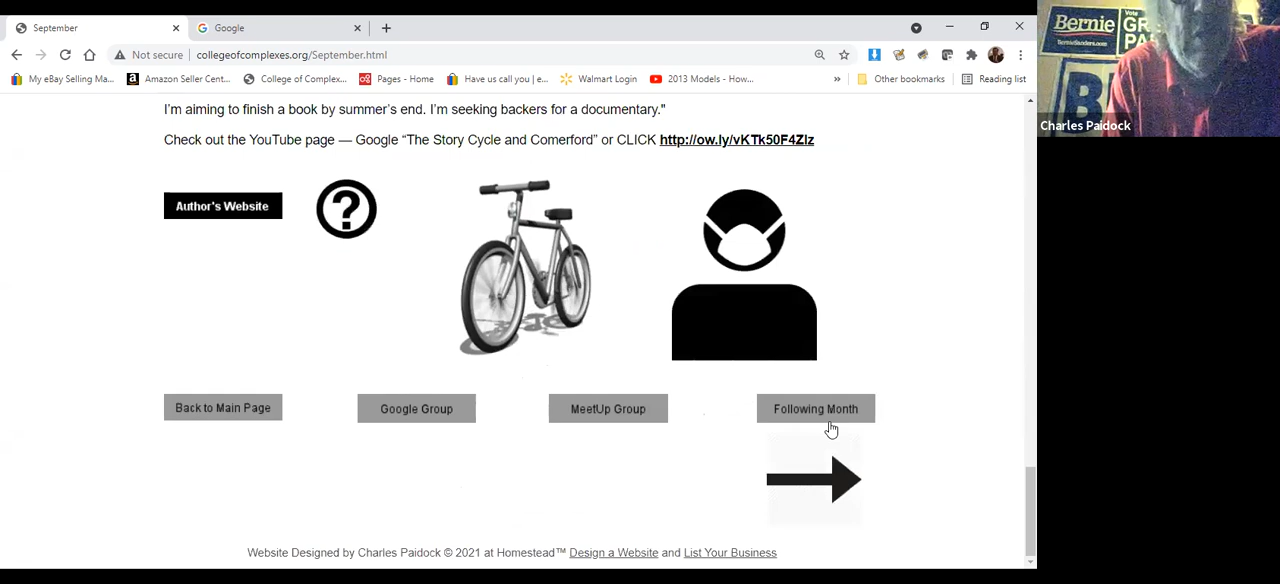 September
Google
Not secure
collegeofcomplexes.org/September.html
My eBay Selling Ma...
Amazon Seller Cent...
College of Complex...
Pages - Home
Have us call you | e...
Walmart Login
2013 Models - How...
»
Other bookmarks
Reading list
I'm aiming to finish a book by summer's end. I'm seeking backers for a documentary."
Check out the YouTube page — Google “The Story Cycle and Comerford” or CLICK http://ow.ly/vKTk50F4Zlz
Author's Website
?
Back to Main Page
Google Group
MeetUp Group
Following Month
Website Designed by Charles Paidock © 2021 at Homestead™ Design a Website and List Your Business
Bernie
BernieSanders.com
Vote
GR
PA
B
Charles Paidock